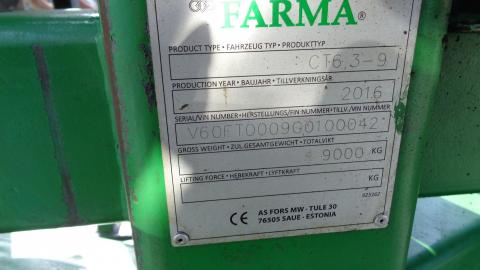 FARMA®
PRODUCT TYPE • FAHRZEUG TYP • PRODUKTTYP
CT6,3-9
PRODUCTION YEAR • BAUJAHR • TILLVERKNINGSÅR
2016
SERIAL/VIN NUMBER • HERSTELLUNGS/FIN NUMMER • TILLV./VIN NUMMER
V60FT0009G0100042
GROSS WEIGHT • ZUL.GESAMTGEWICHT • TOTALVIKT
9000 KG
LIFTING FORCE • HEBEKRAFT • LYFTKRAFT
KG
CE AS FORS MW - TULE 30
76505 SAUE - ESTONIA